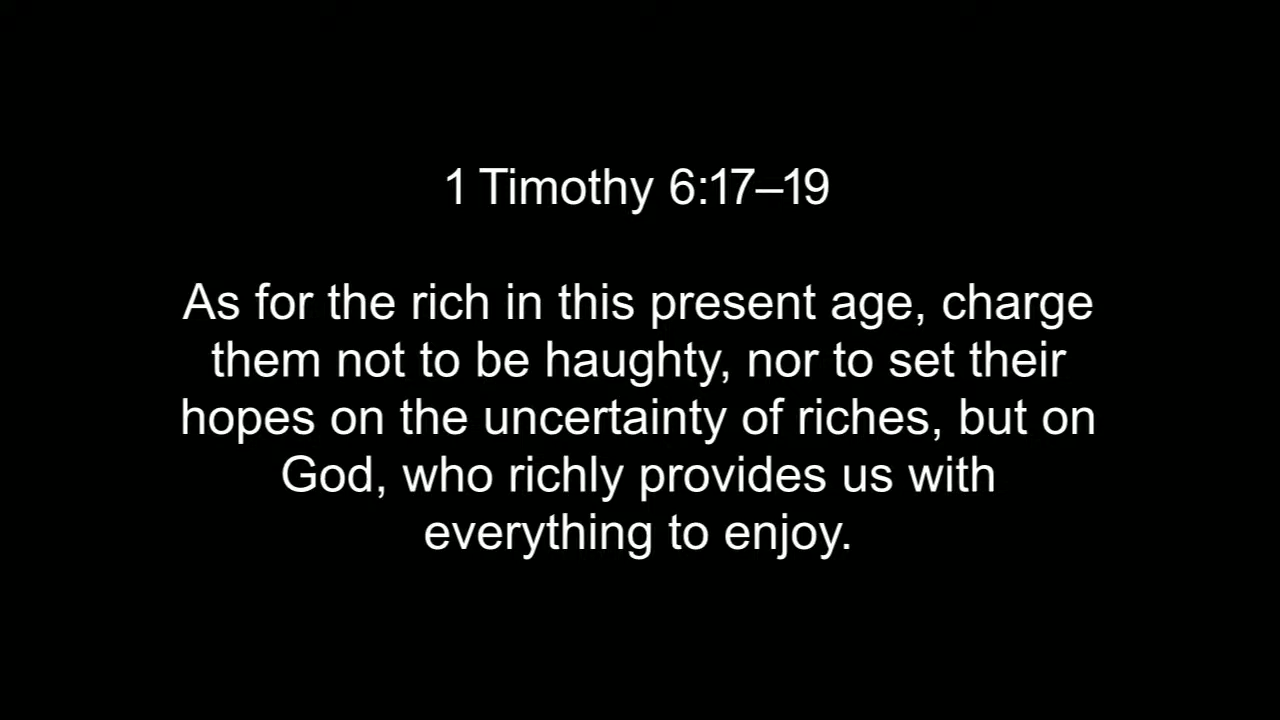 1 Timothy 6:17–19
As for the rich in this present age, charge
them not to be haughty, nor to set their
hopes on the uncertainty of riches, but on
God, who richly provides us with
everything to enjoy.